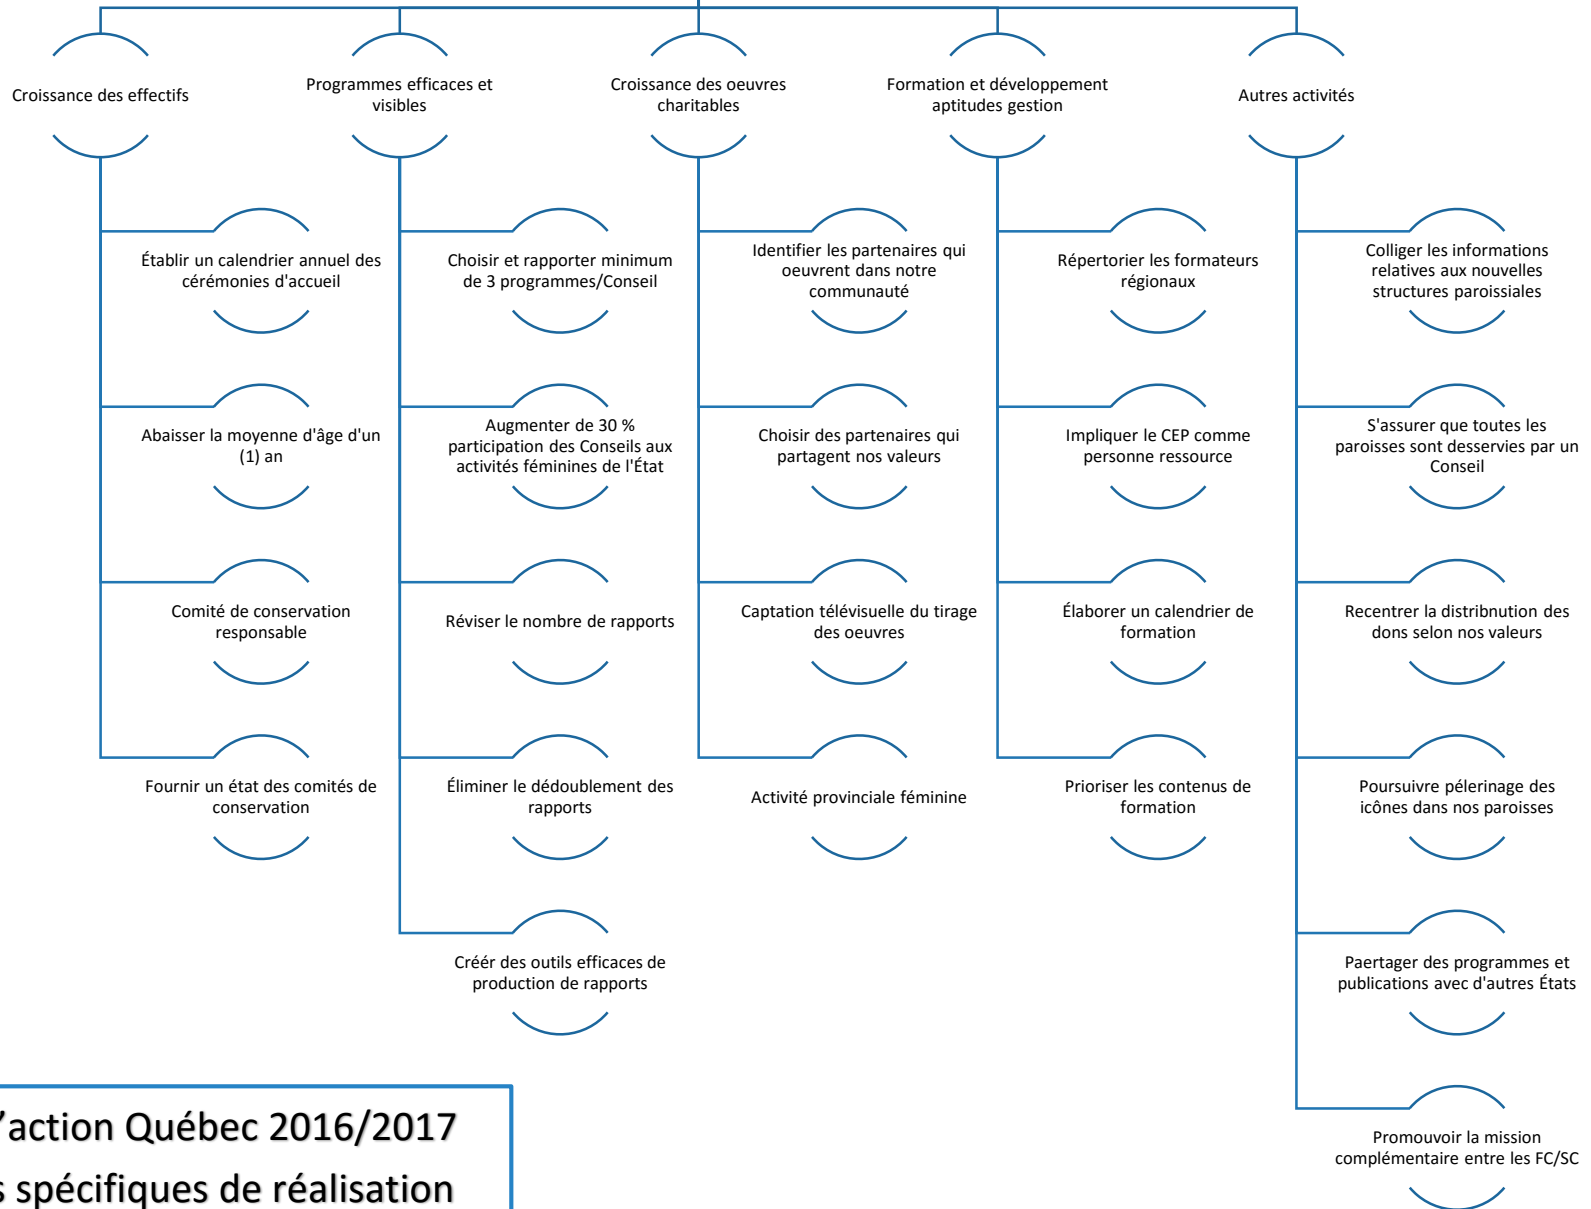 Croissance des effectifs
Programmes efficaces et
visibles
Croissance des oeuvres
charitables
Formation et développement
aptitudes gestion
Autres activités
Établir un calendrier annuel des
cérémonies d'accueil
Abaisser la moyenne d'âge d'un
(1) an
Comité de conservation
responsable
Fournir un état des comités de
conservation
Choisir et rapporter minimum
de 3 programmes/Conseil
Augmenter de 30 %
participation des Conseils aux
activités féminines de l'État
Réviser le nombre de rapports
Éliminer le dédoublement des
rapports
Créér des outils efficaces de
production de rapports
Identifier les partenaires qui
oeuvrent dans notre
communauté
Choisir des partenaires qui
partagent nos valeurs
Captation télévisuelle du tirage
des oeuvres
Activité provinciale féminine
Répertorier les formateurs
régionaux
Impliquer le CEP comme
personne ressource
Élaborer un calendrier de
formation
Prioriser les contenus de
formation
Colliger les informations
relatives aux nouvelles
structures paroissiales
S'assurer que toutes les
paroisses sont desservies par un
Conseil
Recentrer la distribnution des
dons selon nos valeurs
Poursuivre pélerinage des
icônes dans nos paroisses
Paertager des programmes et
publications avec d'autres États
Promouvoir la mission
complémentaire entre les FC/SC
’action Québec 2016/2017
s spécifiques de réalisation